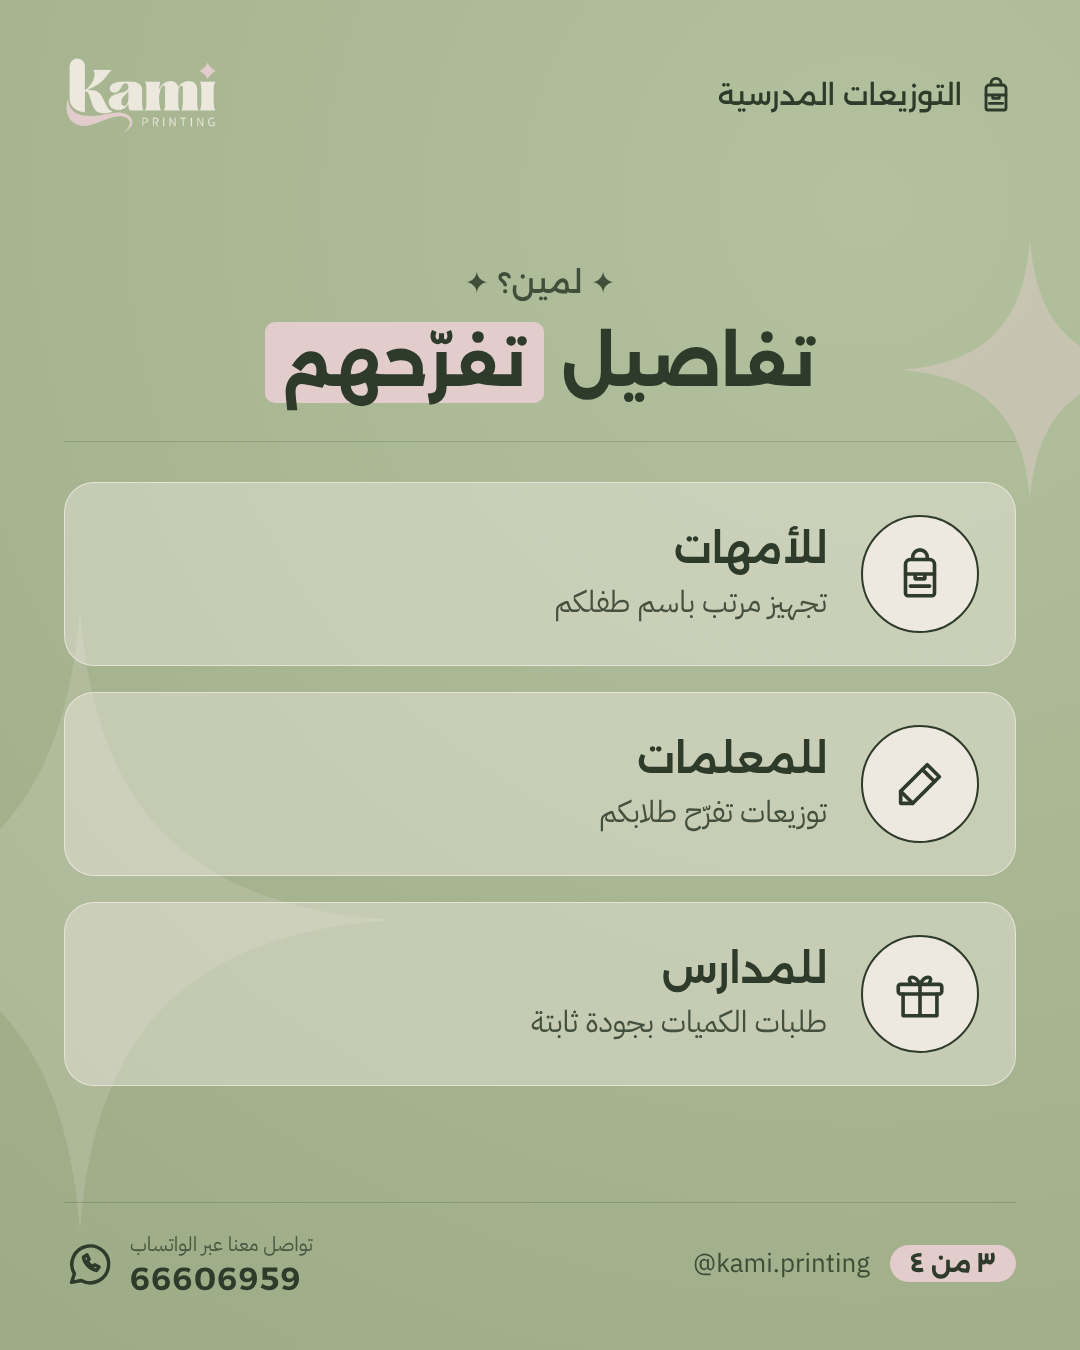 التوزيعات المدرسية
kami
PRINTING
✦ لمين؟ ✦
تفاصيل تفرّحهم
للأمهات
تجهيز مرتب باسم طفلكم
للمعلمات
توزيعات تفرّح طلابكم
للمدارس
طلبات الكميات بجودة ثابتة
٣ من ٤
@kami.printing
تواصل معنا عبر الواتساب
66606959